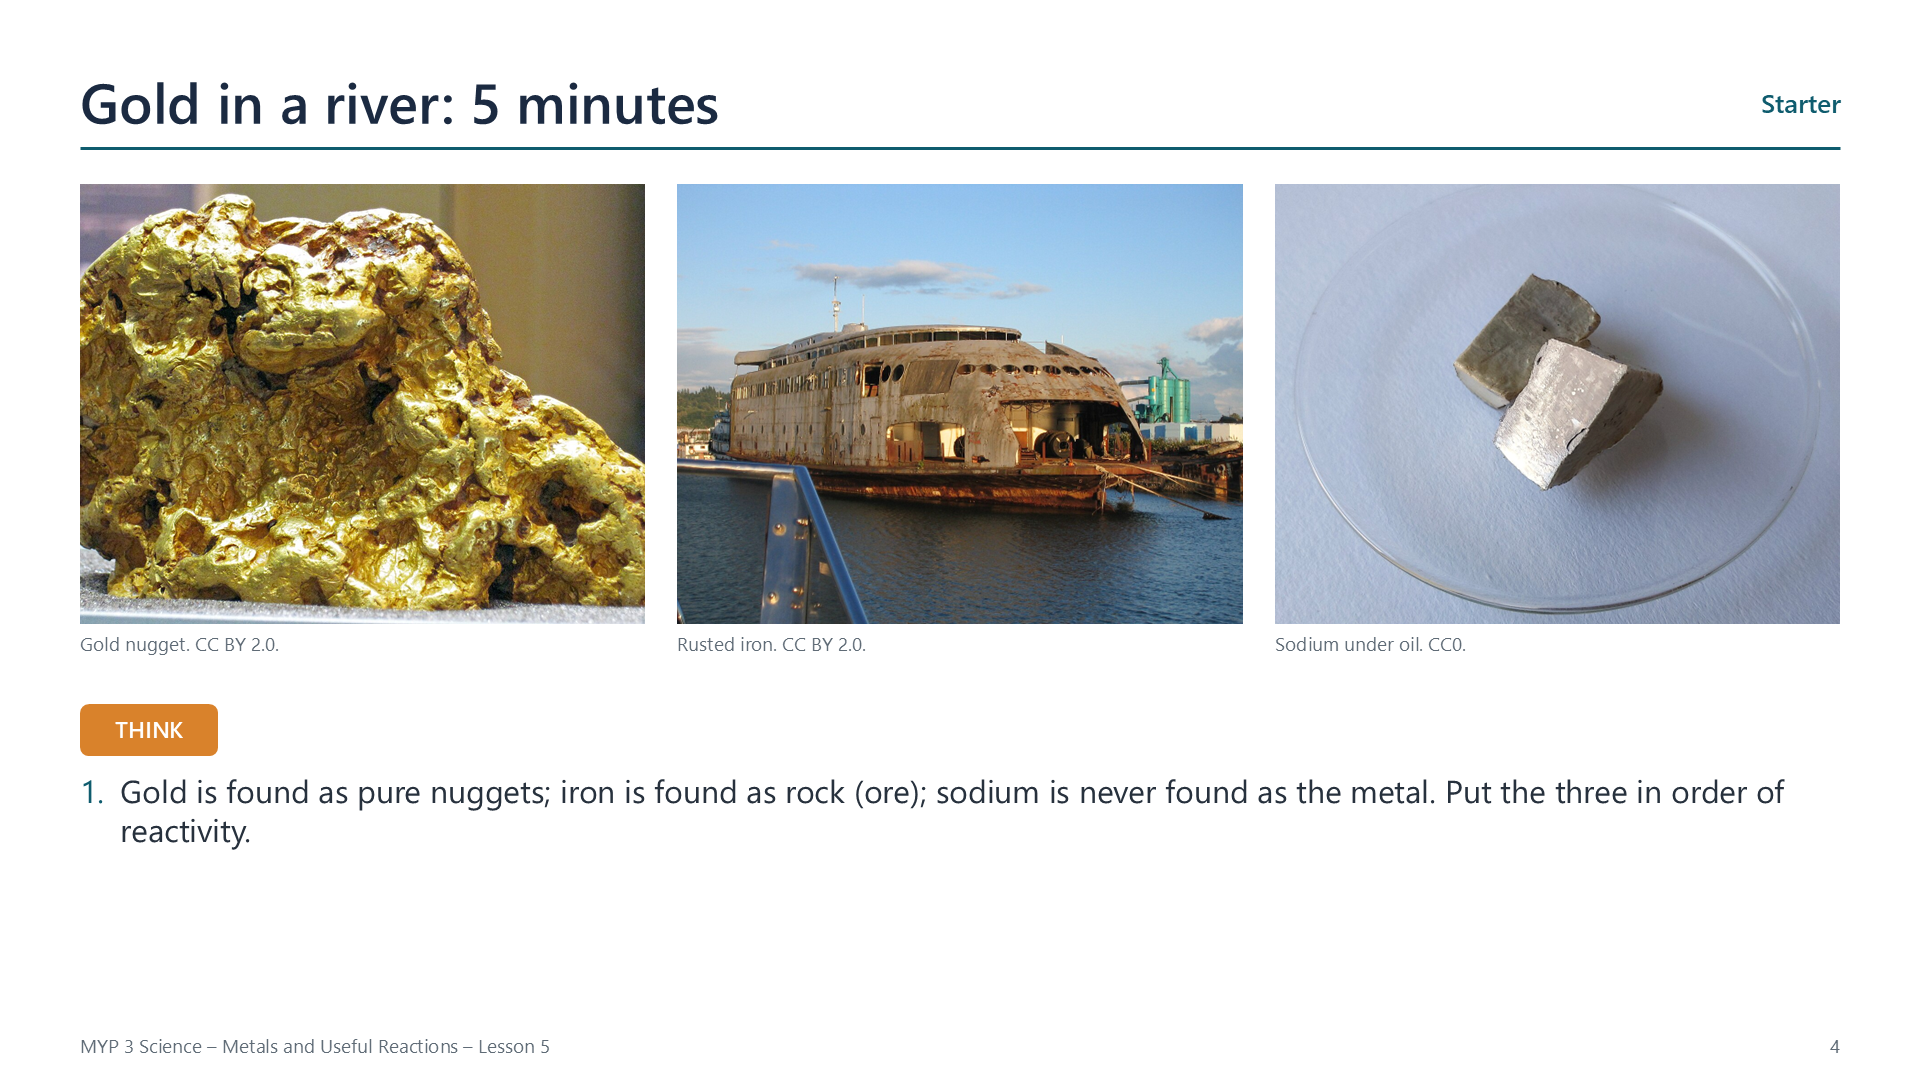 Gold in a river: 5 minutes
Starter
Gold nugget. CC BY 2.0.
Rusted iron. CC BY 2.0.
Sodium under oil. CC0.
THINK
1. Gold is found as pure nuggets; iron is found as rock (ore); sodium is never found as the metal. Put the three in order of
reactivity.
MYP 3 Science – Metals and Useful Reactions – Lesson 5
4